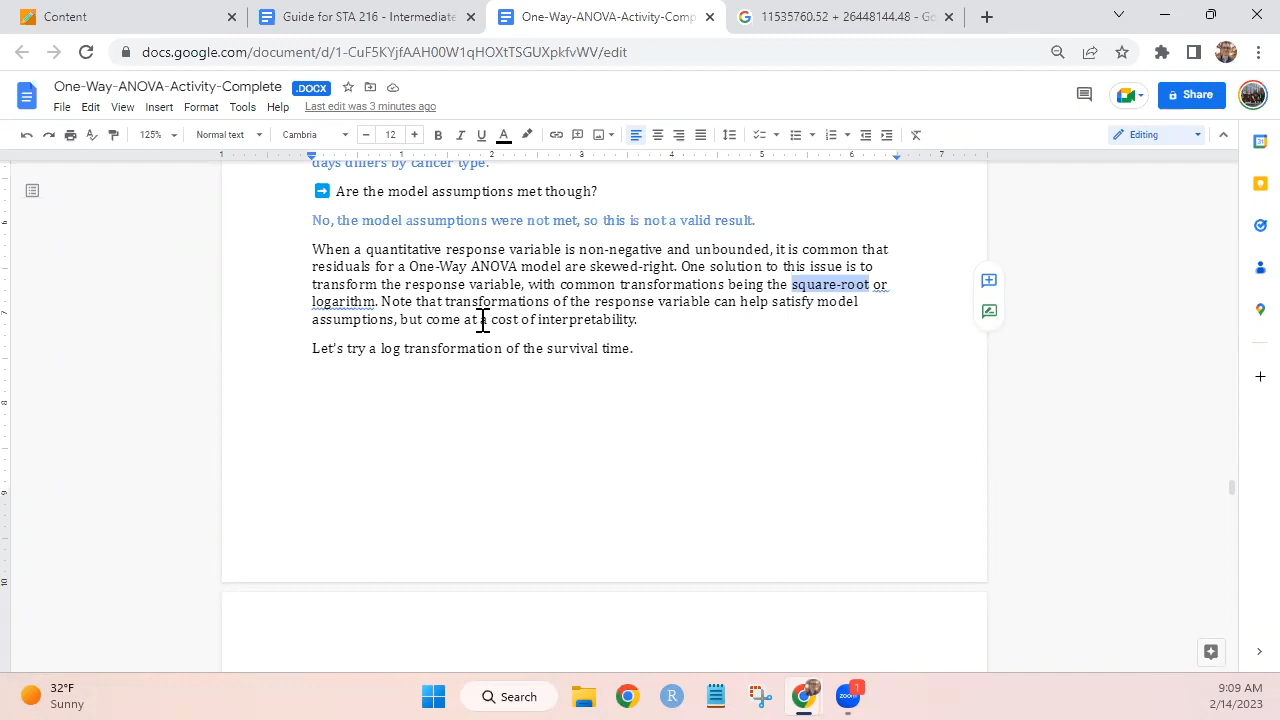 Content
Guide for STA 216 - Intermediate
One-Way-ANOVA-Activity-Comp
11535760.52 + 26448144.48 - Go
docs.google.com/document/d/1-CuF5KYjfAAH00W1qHOXtTSGUXpkfvWV/edit
One-Way-ANOVA-Activity-Complete
.DOCX
File Edit View Insert Format Tools Help Last edit was 3 minutes ago
Share
125% Normal text Cambria 12 Editing
days differs by cancer type.
Are the model assumptions met though?
No, the model assumptions were not met, so this is not a valid result.
When a quantitative response variable is non-negative and unbounded, it is common that
residuals for a One-Way ANOVA model are skewed-right. One solution to this issue is to
transform the response variable, with common transformations being the square-root or
logarithm. Note that transformations of the response variable can help satisfy model
assumptions, but come at a cost of interpretability.
Let's try a log transformation of the survival time.
32°F
Sunny
Search
1
9:09 AM
2/14/2023